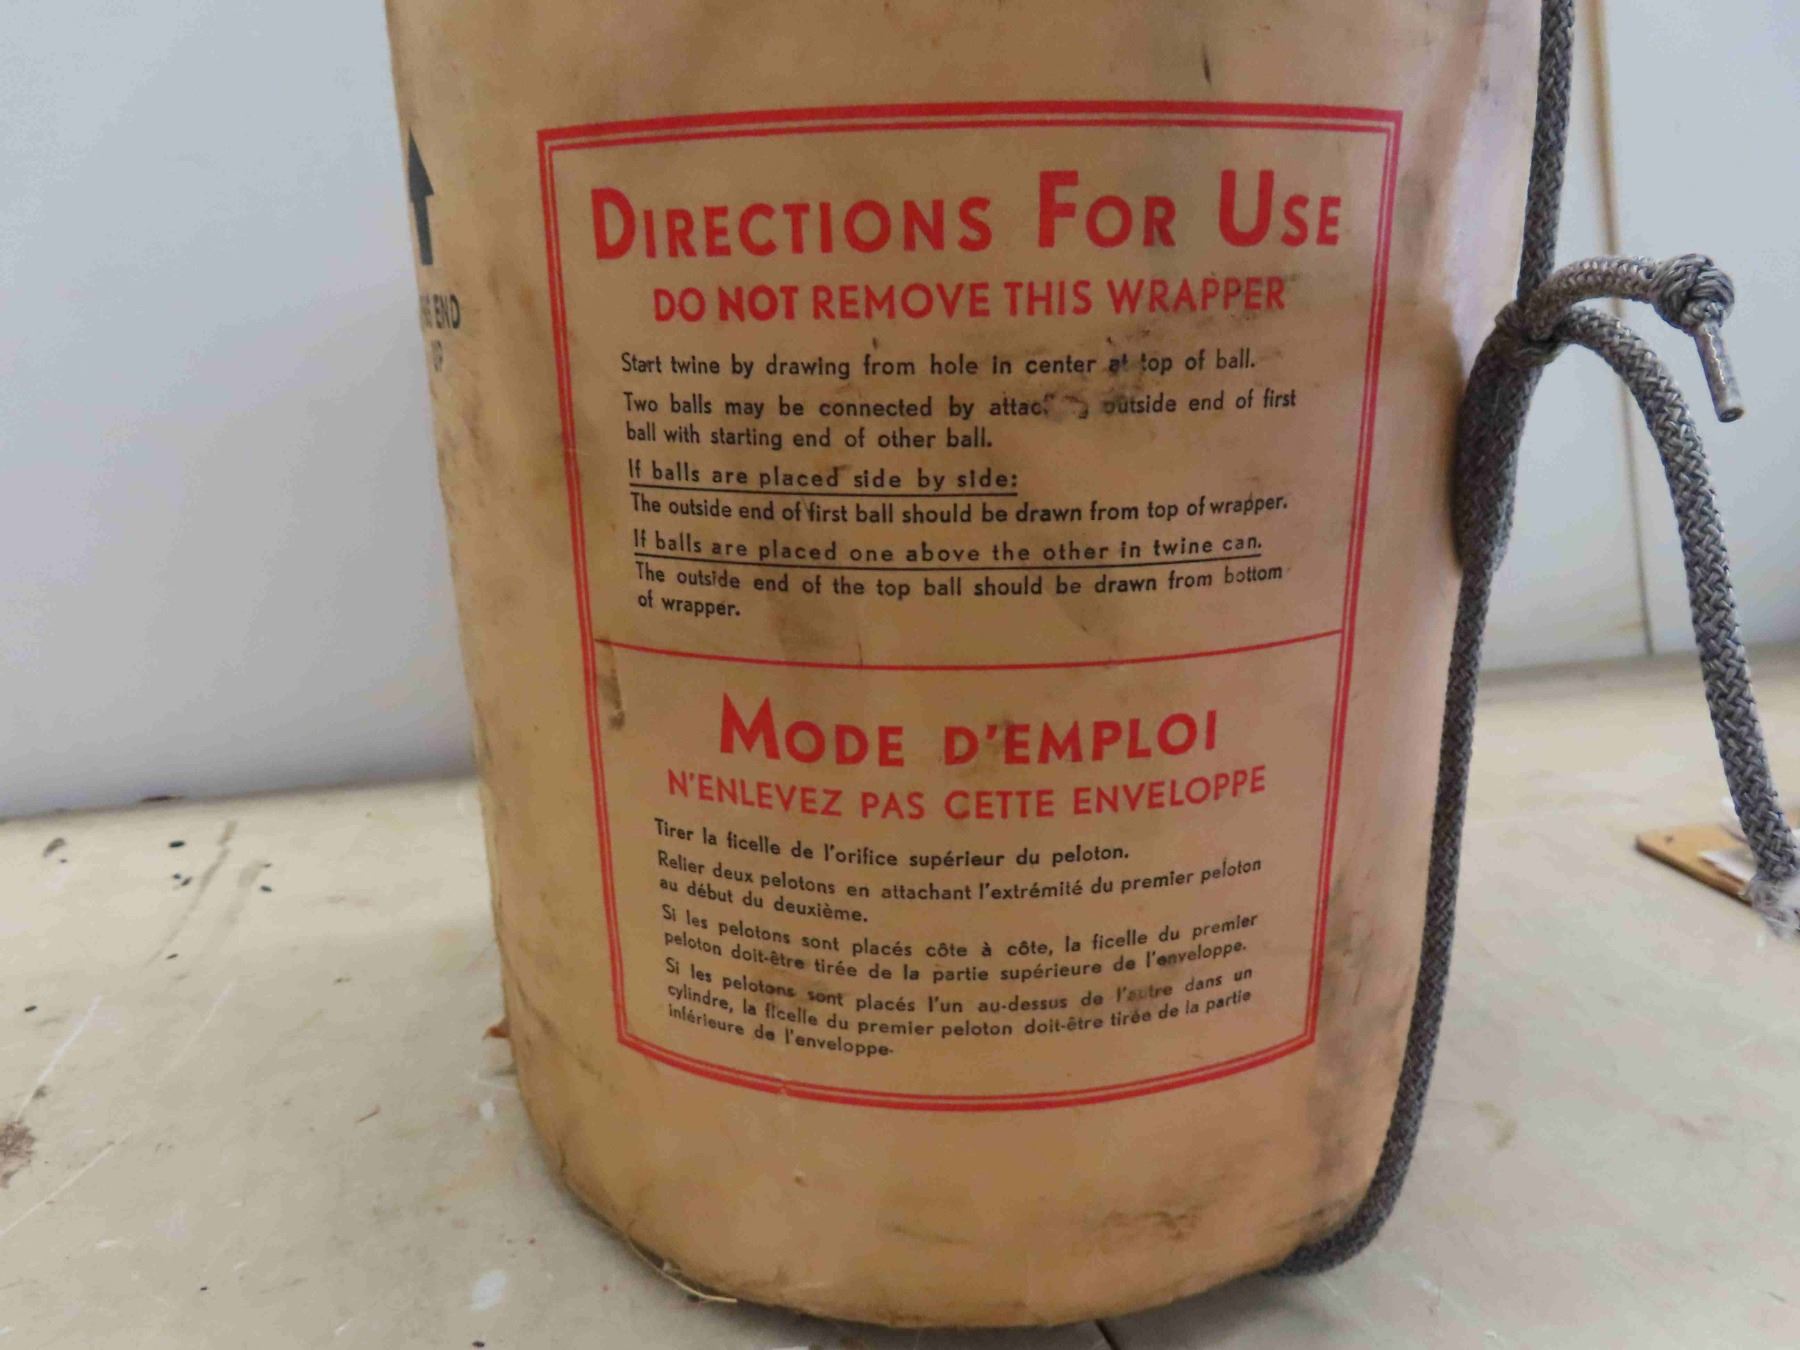 END
UP
DIRECTIONS FOR USE
DO NOT REMOVE THIS WRAPPER
Start twine by drawing from hole in center at top of ball.
Two balls may be connected by outside end of first
ball with starting end of other ball.
If balls are placed side by side:
The outside end of first ball should be drawn from top of wrapper.
If balls are placed one above the other in twine can.
The outside end of the top ball should be drawn from bottom
of wrapper.
MODE D'EMPLOI
N'ENLEVEZ PAS CETTE ENVELOPPE
Tirer la ficelle de l'orifice supérieur du peloton.
Relier deux pelotons en attachant l'extrémité du premier peloton
au début du deuxième.
Si les pelotons sont placés côte à côte, la ficelle du premier
peloton doit-être tirée de la partie supérieure de l'enveloppe.
Si les pelotons sont placés l'un au-dessus de l'autre dans un
cylindre, la ficelle du premier peloton doit-être tirée de la partie
inférieure de l'enveloppe.